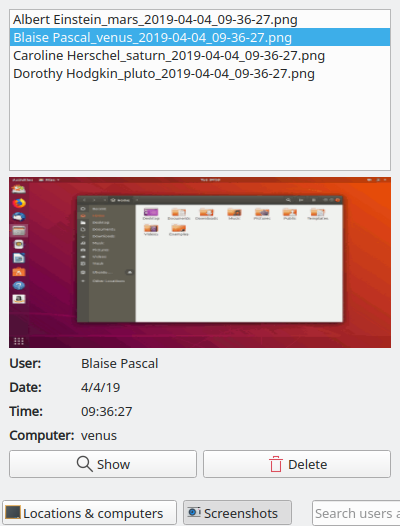 Albert Einstein_mars_2019-04-04_09-36-27.png
Blaise Pascal_venus_2019-04-04_09-36-27.png
Caroline Herschel_saturn_2019-04-04_09-36-27.png
Dorothy Hodgkin_pluto_2019-04-04_09-36-27.png
User: Blaise Pascal
Date: 4/4/19
Time: 09:36:27
Computer: venus
Show Delete
Locations & computers Screenshots Search users a